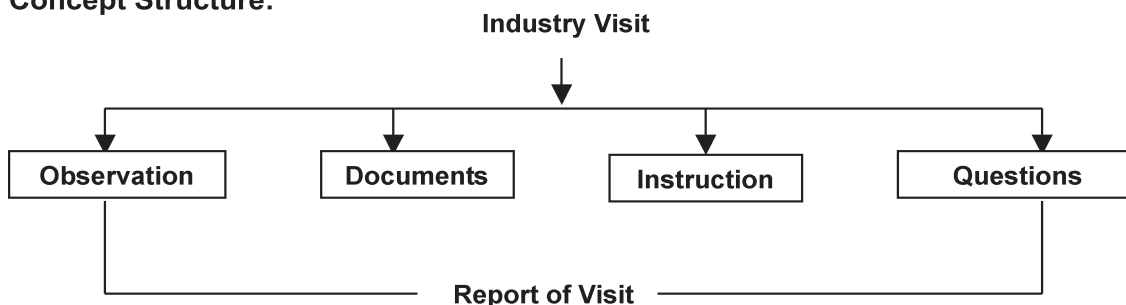 Concept Structure:
Industry Visit
Observation
Documents
Instruction
Questions
Report of Visit